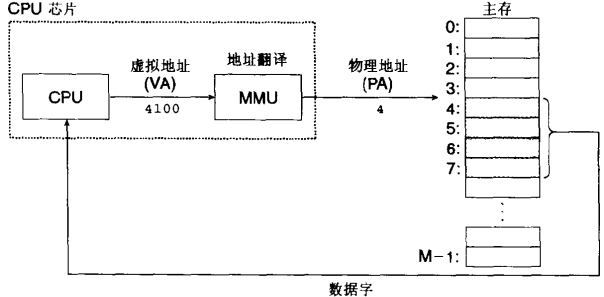 CPU 芯片
主存
虚拟地址
(VA)
地址翻译
物理地址
(PA)
CPU
4100
MMU
4
0:
1:
2:
3:
4:
5:
6:
7:
M-1:
数据字